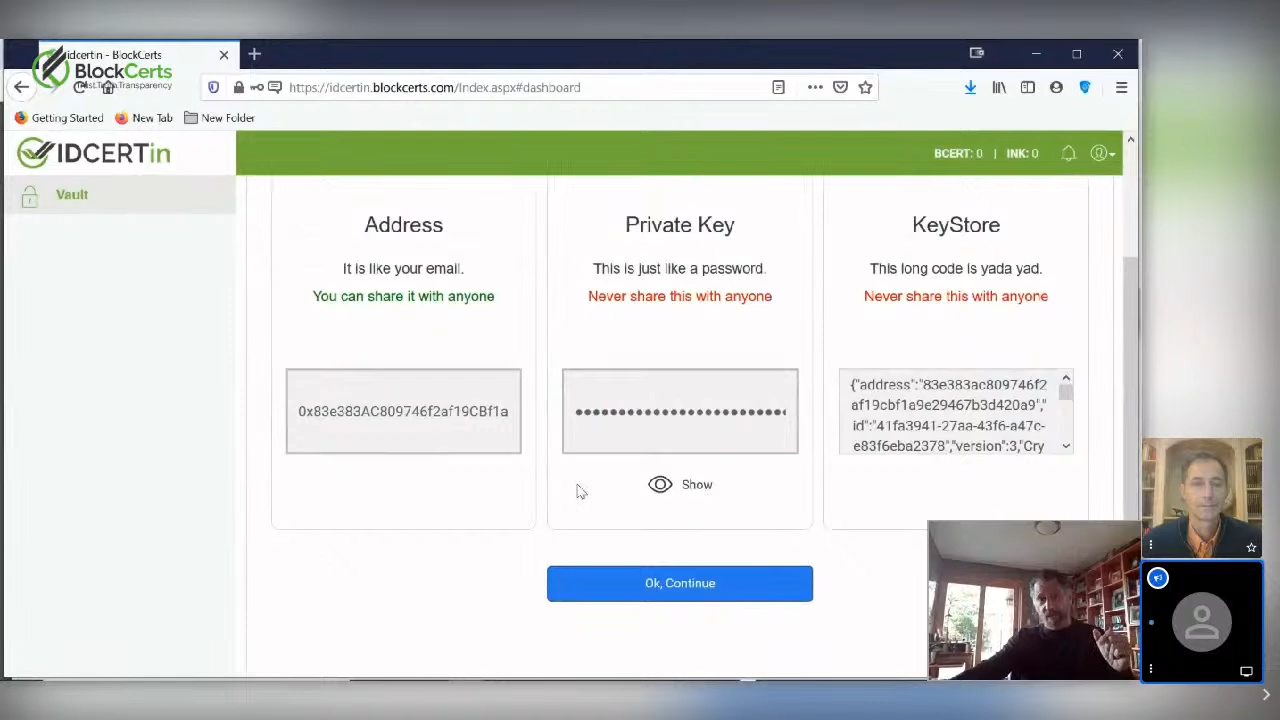 idcertin - BlockCerts
BlockCerts
Trust.Truth.Transparency
https://idcertin.blockcerts.com/Index.aspx#dashboard
Getting Started
New Tab
New Folder
IDCERTin
BCERT: 0 | INK: 0
Vault
Address
It is like your email.
You can share it with anyone
0x83e383AC809746f2af19CBf1a
Private Key
This is just like a password.
Never share this with anyone
Show
KeyStore
This long code is yada yad.
Never share this with anyone
{"address":"83e383ac809746f2
af19cbf1a9e29467b3d420a9","
id":"41fa3941-27aa-43f6-a47c-
e83f6eba2378","version":3,"Cry
Ok, Continue